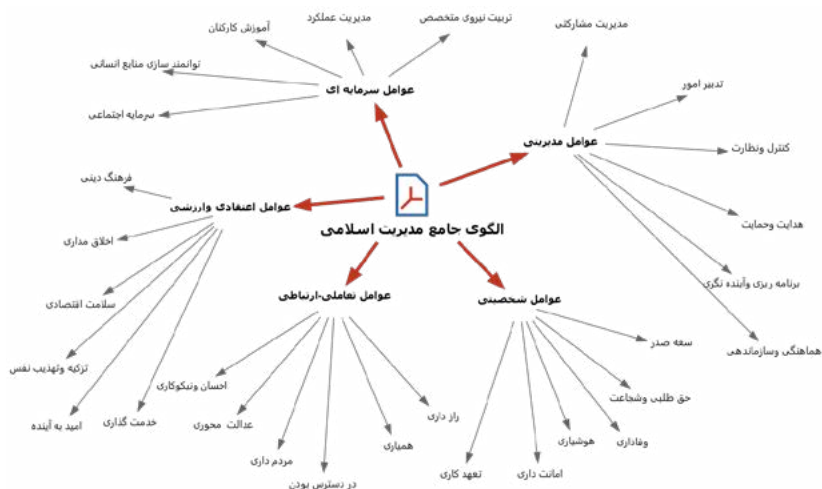 تربیت نیروی متخصص
مدیریت عملکرد
آموزش کارکنان
توانمند سازی منابع انسانی
سرمایه اجتماعی
عوامل سرمایه ای
مدیریت مشارکتی
تدبیر امور
کنترل ونظارت
هدایت وحمایت
برنامه ریزی وآینده نگری
هماهنگی وسازماندهی
عوامل مدیریتی
فرهنگ دینی
اخلاق مداری
سلامت اقتصادی
تزکیه وتهذیب نفس
امید به آینده
خدمت گذاری
عوامل اعتقادی وارزشی
الگوی جامع مدیریت اسلامی
عوامل تعاملی-ارتباطی
احسان ونیکوکاری
عدالت محوری
مردم داری
در دسترس بودن
همیاری
راز داری
عوامل شخصیتی
سعه صدر
حق طلبی وشجاعت
وفاداری
هوشیاری
امانت داری
تعهد کاری